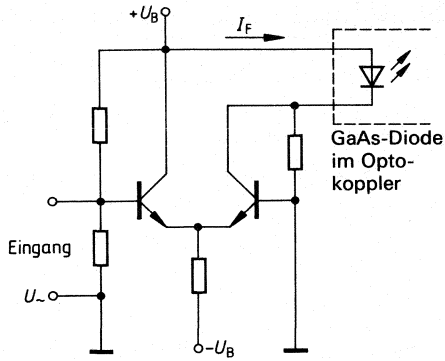 +U_B
I_F
GaAs-Diode
im Opto-
koppler
Eingang
U~
-U_B